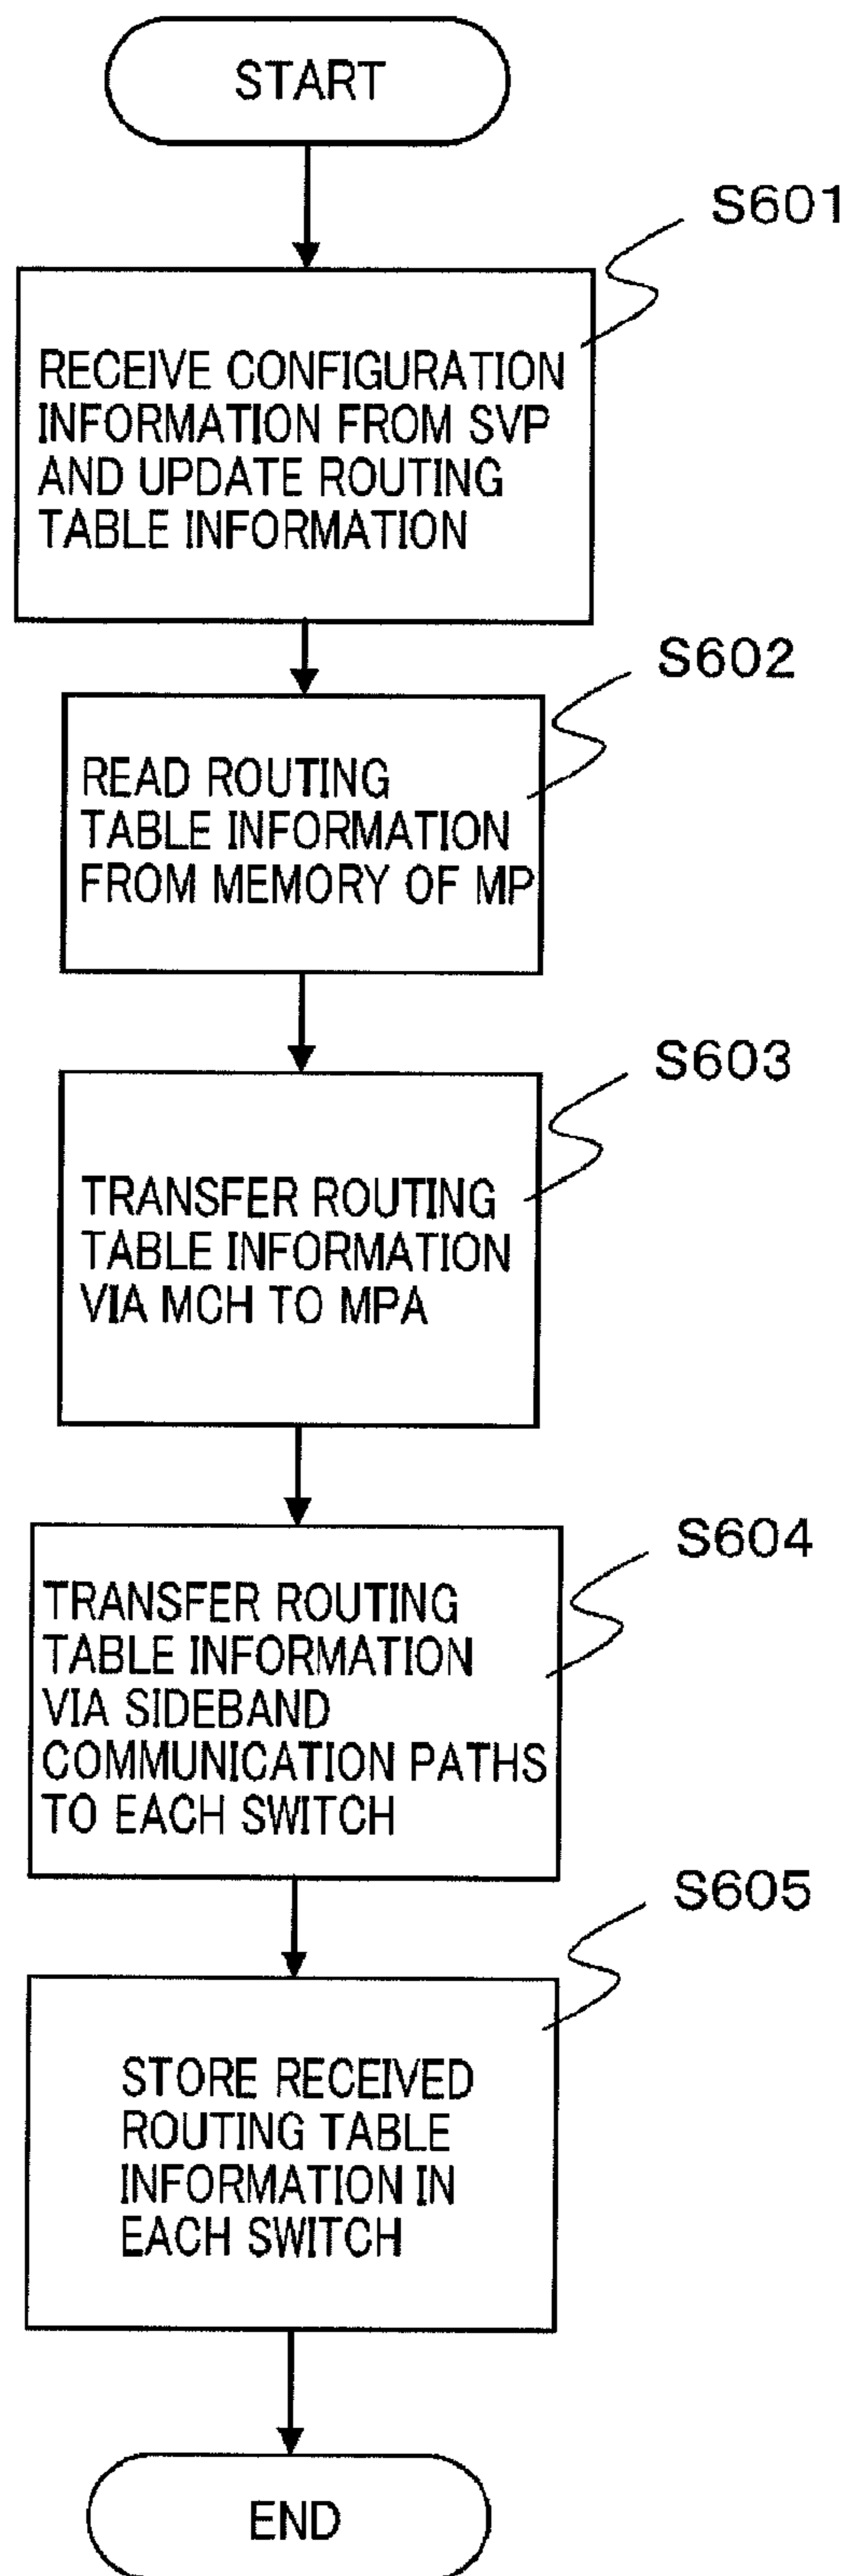 START
S601
RECEIVE CONFIGURATION
INFORMATION FROM SVP
AND UPDATE ROUTING
TABLE INFORMATION
S602
READ ROUTING
TABLE INFORMATION
FROM MEMORY OF MP
S603
TRANSFER ROUTING
TABLE INFORMATION
VIA MCH TO MPA
S604
TRANSFER ROUTING
TABLE INFORMATION
VIA SIDEBAND
COMMUNICATION PATHS
TO EACH SWITCH
S605
STORE RECEIVED
ROUTING TABLE
INFORMATION IN
EACH SWITCH
END